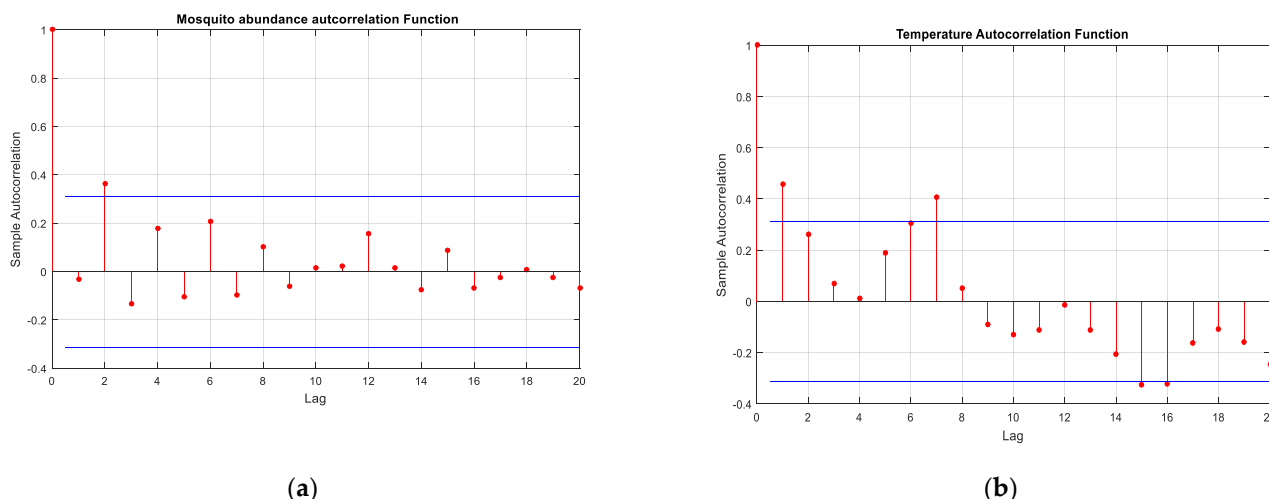 Mosquito abundance autcorrelation Function
1
0.8
0.6
0.4
0.2
0
-0.2
-0.4
Sample Autocorrelation
0 2 4 6 8 10 12 14 16 18 20
Lag
(a)
Temperature Autocorrelation Function
1
0.8
0.6
0.4
0.2
0
-0.2
-0.4
Sample Autocorrelation
0 2 4 6 8 10 12 14 16 18
Lag
(b)